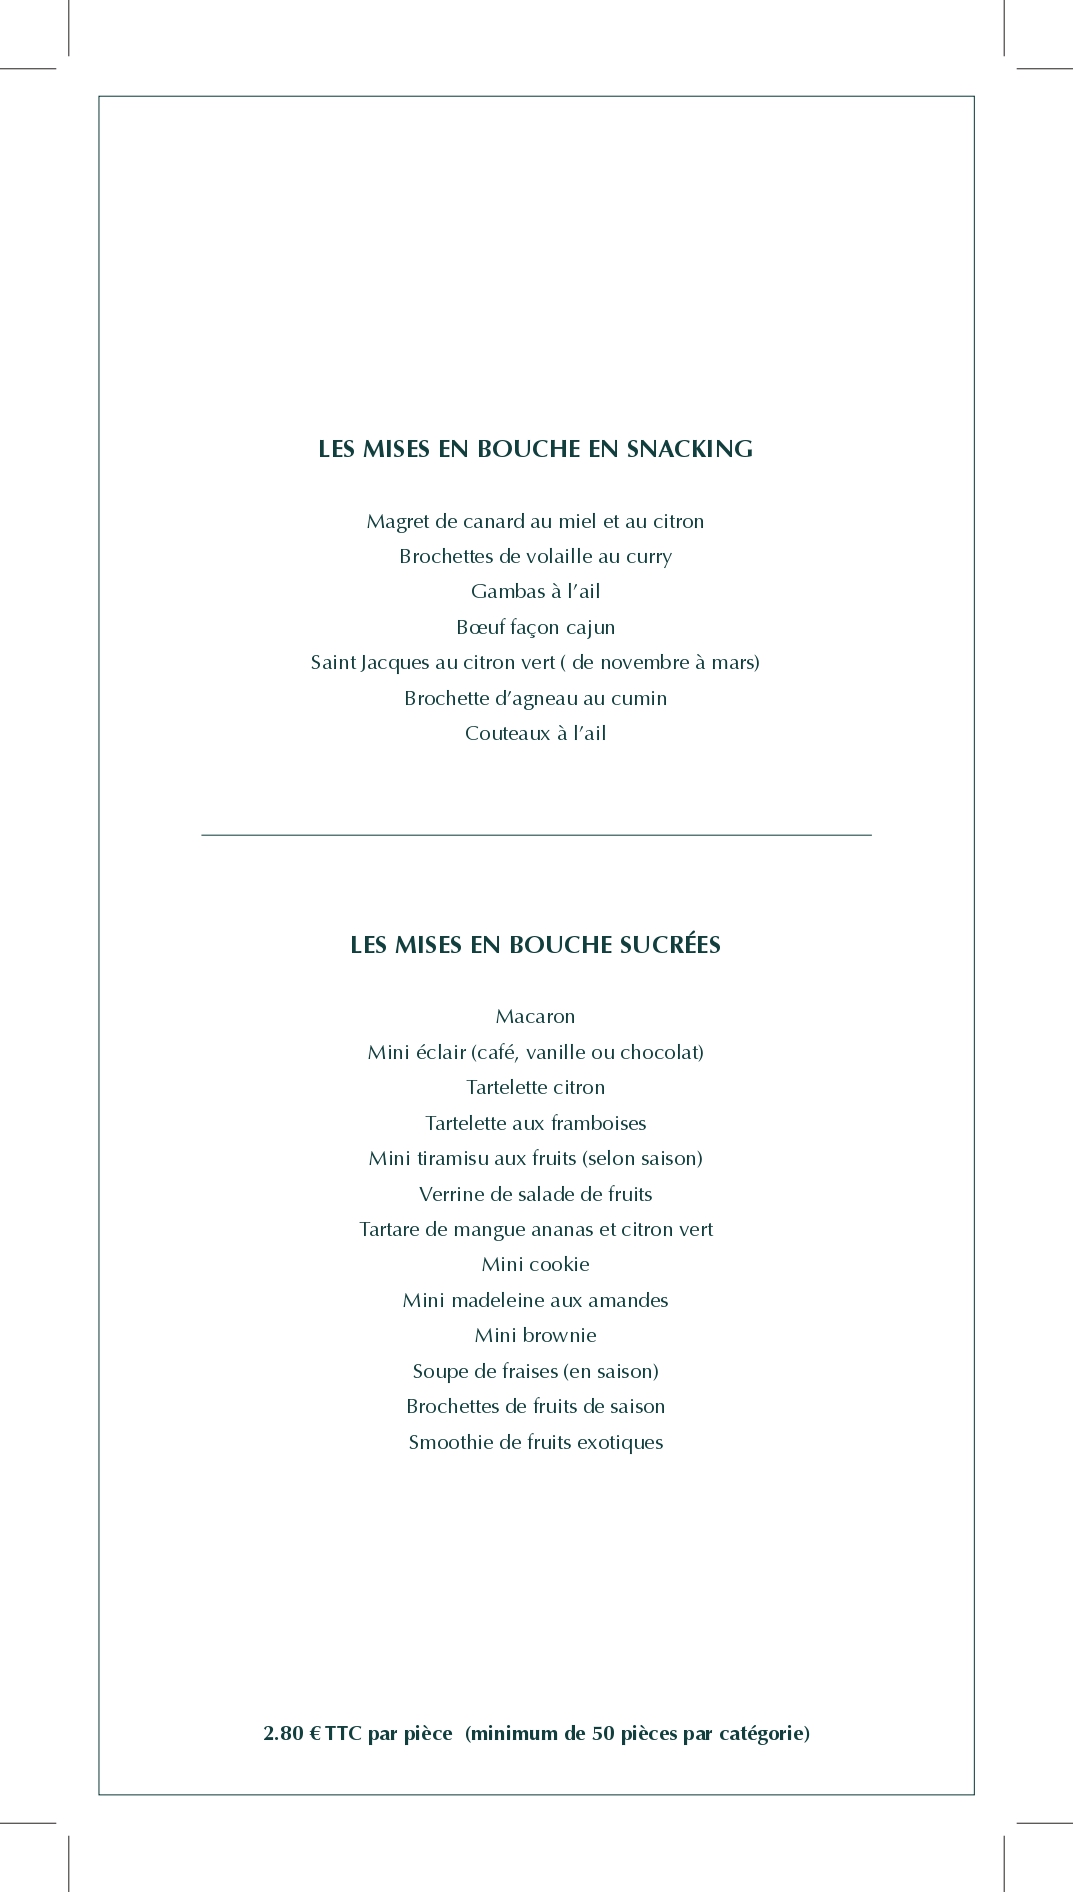 LES MISES EN BOUCHE EN SNACKING
Magret de canard au miel et au citron
Brochettes de volaille au curry
Gambas à l’ail
Bœuf façon cajun
Saint Jacques au citron vert ( de novembre à mars)
Brochette d’agneau au cumin
Couteaux à l’ail
LES MISES EN BOUCHE SUCRÉES
Macaron
Mini éclair (café, vanille ou chocolat)
Tartelette citron
Tartelette aux framboises
Mini tiramisu aux fruits (selon saison)
Verrine de salade de fruits
Tartare de mangue ananas et citron vert
Mini cookie
Mini madeleine aux amandes
Mini brownie
Soupe de fraises (en saison)
Brochettes de fruits de saison
Smoothie de fruits exotiques
2.80 € TTC par pièce  (minimum de 50 pièces par catégorie)